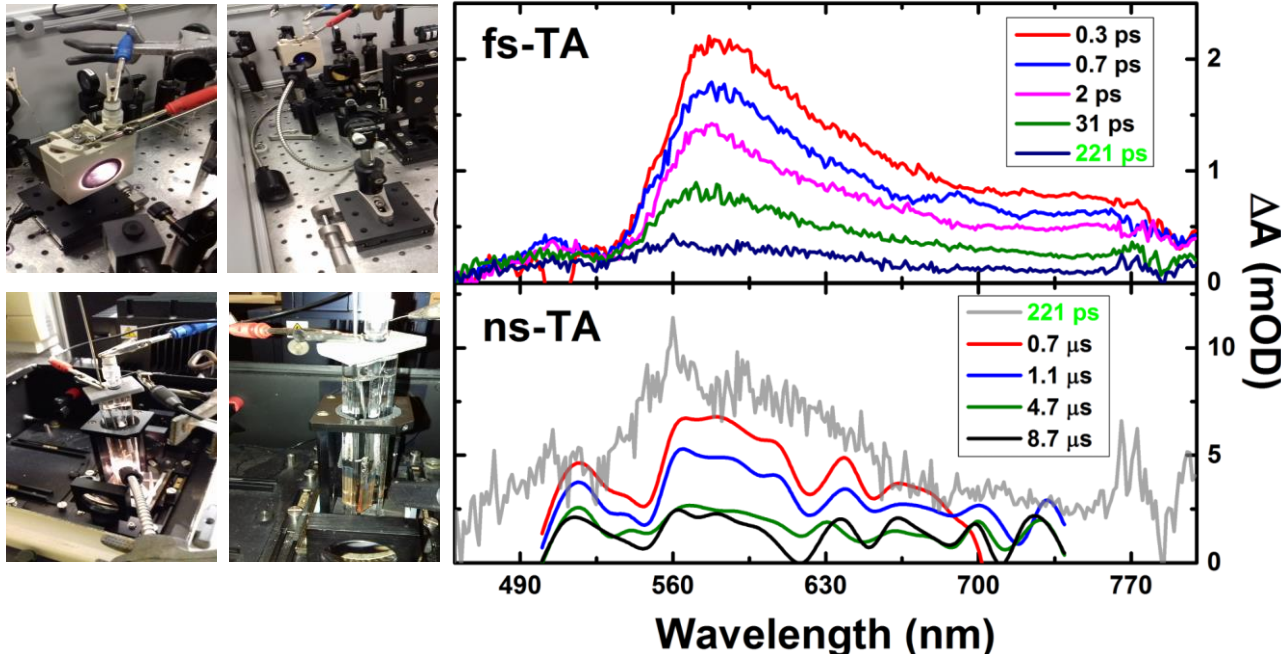 fs-TA
0.3 ps
0.7 ps
2 ps
31 ps
221 ps
2
1
0
ns-TA
221 ps
0.7 μs
1.1 μs
4.7 μs
8.7 μs
10
5
0
ΔA (mOD)
490 560 630 700 770
Wavelength (nm)